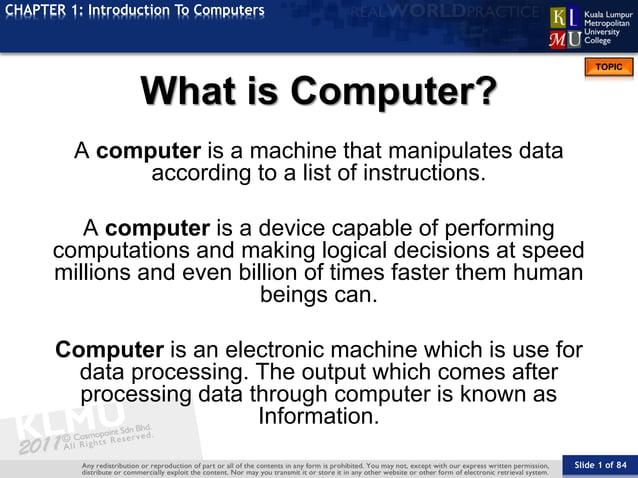 CHAPTER 1: Introduction To Computers
REALWORLDPRACTICE
KL
MU
Kuala Lumpur
Metropolitan
University
College
TOPIC
What is Computer?
A computer is a machine that manipulates data
according to a list of instructions.
A computer is a device capable of performing
computations and making logical decisions at speed
millions and even billion of times faster them human
beings can.
Computer is an electronic machine which is use for
data processing. The output which comes after
processing data through computer is known as
Information.
KLMU
2011© Cosmopoint Sdn Bhd.
All Rights Reserved.
Any redistribution or reproduction of part or all of the contents in any form is prohibited. You may not, except with our express written permission,
distribute or commercially exploit the content. Nor may you transmit it or store it in any other website or other form of electronic retrieval system.
Slide 1 of 84